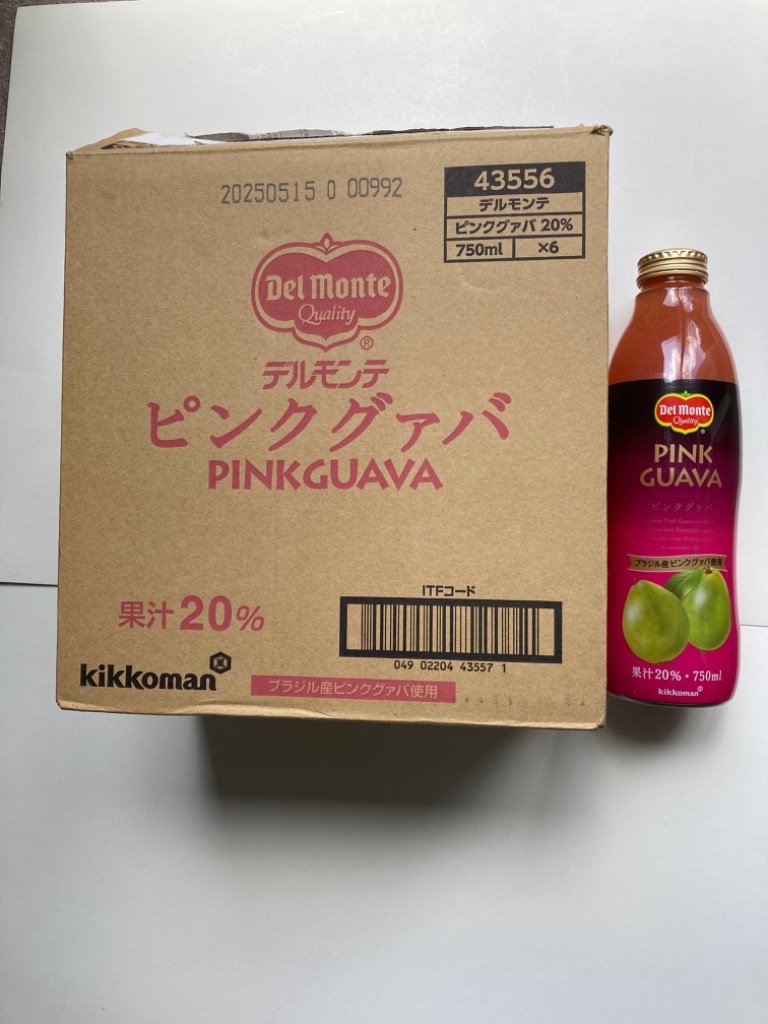 20250515 0 00992
43556
デルモンテ
ピンクグァバ 20%
750ml ×6
Del Monte
Quality
®
デルモンテ
ピンクグァバ
PINK GUAVA
果汁20%
ITFコード
049 02204 43557 1
kikkoman
ブラジル産ピンクグァバ使用
Del Monte
Quality
®
PINK
GUAVA
ピンクグァバ
ブラジル産 ピンクグァバ使用
果汁20%・750ml
kikkoman